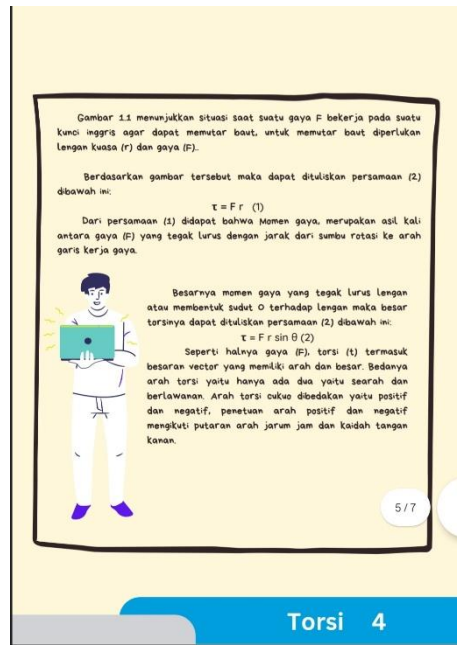 Gambar 1.1 menunjukkan situasi saat suatu gaya F bekerja pada suatu
kunci inggris agar dapat memutar baut, untuk memutar baut diperlukan
lengan kuasa (r) dan gaya (F)..
Berdasarkan gambar tersebut maka dapat dituliskan persamaan (2)
dibawah ini:
τ = F r (1)
Dari persamaan (1) didapat bahwa Momen gaya, merupakan asil kali
antara gaya (F) yang tegak lurus dengan jarak dari sumbu rotasi ke arah
garis kerja gaya.
Besarnya momen gaya yang tegak lurus lengan
atau membentuk sudut O terhadap lengan maka besar
torsinya dapat dituliskan persamaan (2) dibawah ini:
τ = F r sin θ (2)
Seperti halnya gaya (F), torsi (t) termasuk
besaran vector yang memiliki arah dan besar. Bedanya
arah torsi yaitu hanya ada dua yaitu searah dan
berlawanan. Arah torsi cukuo dibedakan yaitu positif
dan negatif, penetuan arah positif dan negatif
mengikuti putaran arah jarum jam dan kaidah tangan
kanan.
5 / 7
Torsi 4